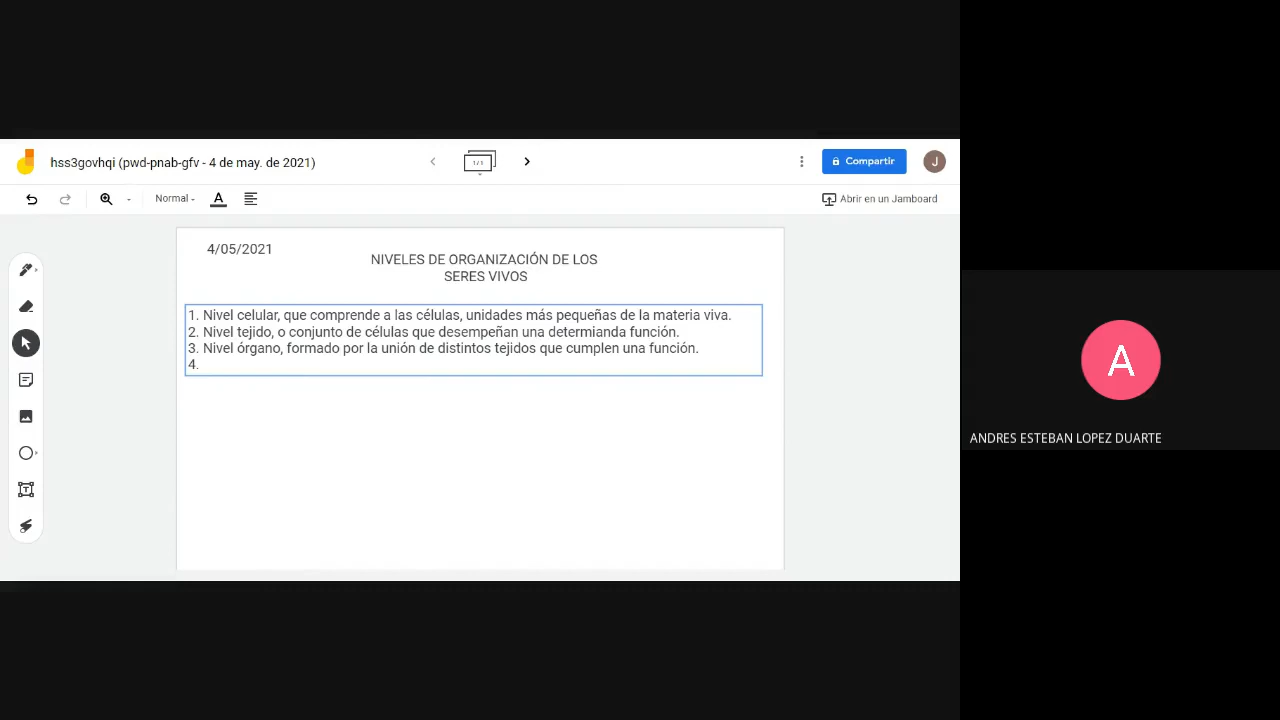 hss3govhqi (pwd-pnab-gfv - 4 de may. de 2021)
1 / 1
Compartir
J
Normal
A
Abrir en un Jamboard
4/05/2021
NIVELES DE ORGANIZACIÓN DE LOS
SERES VIVOS
1. Nivel celular, que comprende a las células, unidades más pequeñas de la materia viva.
2. Nivel tejido, o conjunto de células que desempeñan una determianda función.
3. Nivel órgano, formado por la unión de distintos tejidos que cumplen una función.
4.
T
A
ANDRES ESTEBAN LOPEZ DUARTE